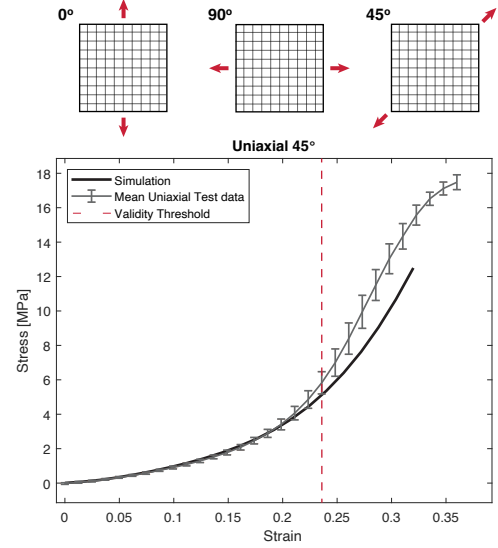 0º
90º
45º
Uniaxial 45°
Simulation
Mean Uniaxial Test data
Validity Threshold
Stress [MPa]
18
16
14
12
10
8
6
4
2
0
0
0.05
0.1
0.15
0.2
0.25
0.3
0.35
Strain